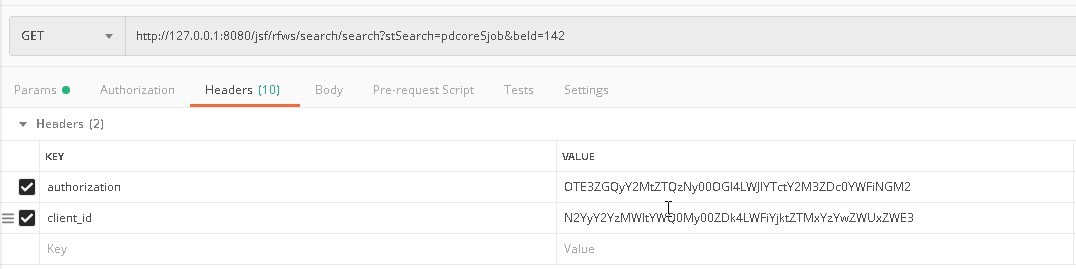 GET http://127.0.0.1:8080/jsf/rfws/search/search?stSearch=pdcoreSjob&beId=142
Params Authorization Headers (10) Body Pre-request Script Tests Settings
Headers (2)
KEY VALUE
authorization OTE3ZGQyY2MtZTQzNy00OGI4LWJlYTctY2M3ZDc0YWFiNGM2
client_id N2YyY2YzMWItYWQ0My00ZDk4LWFiYjktZTMxYzYwZWUxZWE3
Key Value